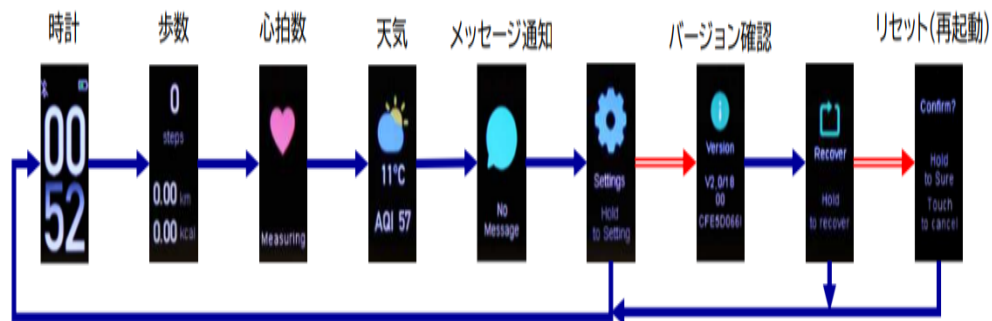 時計
歩数
心拍数
天気
メッセージ通知
バージョン確認
リセット(再起動)
00
52
0
steps
0.00 km
0.00 kcal
Measuring
11°C
AQI 57
No
Message
Settings
Hold
to Setting
Version
V2.0/18
00
CFE5D066
Recover
Hold
to recover
Confirm?
Hold
to Sure
Touch
to cancel